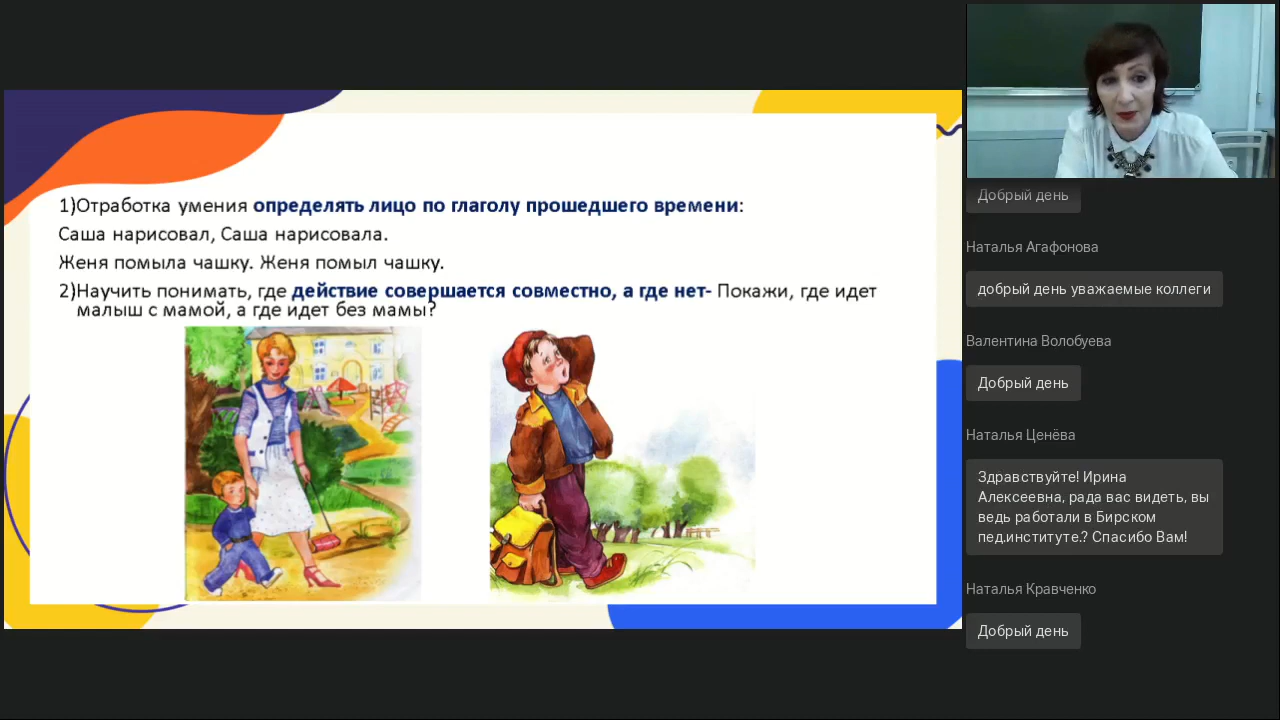 1)Отработка умения определять лицо по глаголу прошедшего времени:
Саша нарисовал, Саша нарисовала.
Женя помыла чашку. Женя помыл чашку.
2)Научить понимать, где действие совершается совместно, а где нет- Покажи, где идет
малыш с мамой, а где идет без мамы?
Добрый день
Наталья Агафонова
добрый день уважаемые коллеги
Валентина Волобуева
Добрый день
Наталья Ценёва
Здравствуйте! Ирина
Алексеевна, рада вас видеть, вы
ведь работали в Бирском
пед.институте.? Спасибо Вам!
Наталья Кравченко
Добрый день